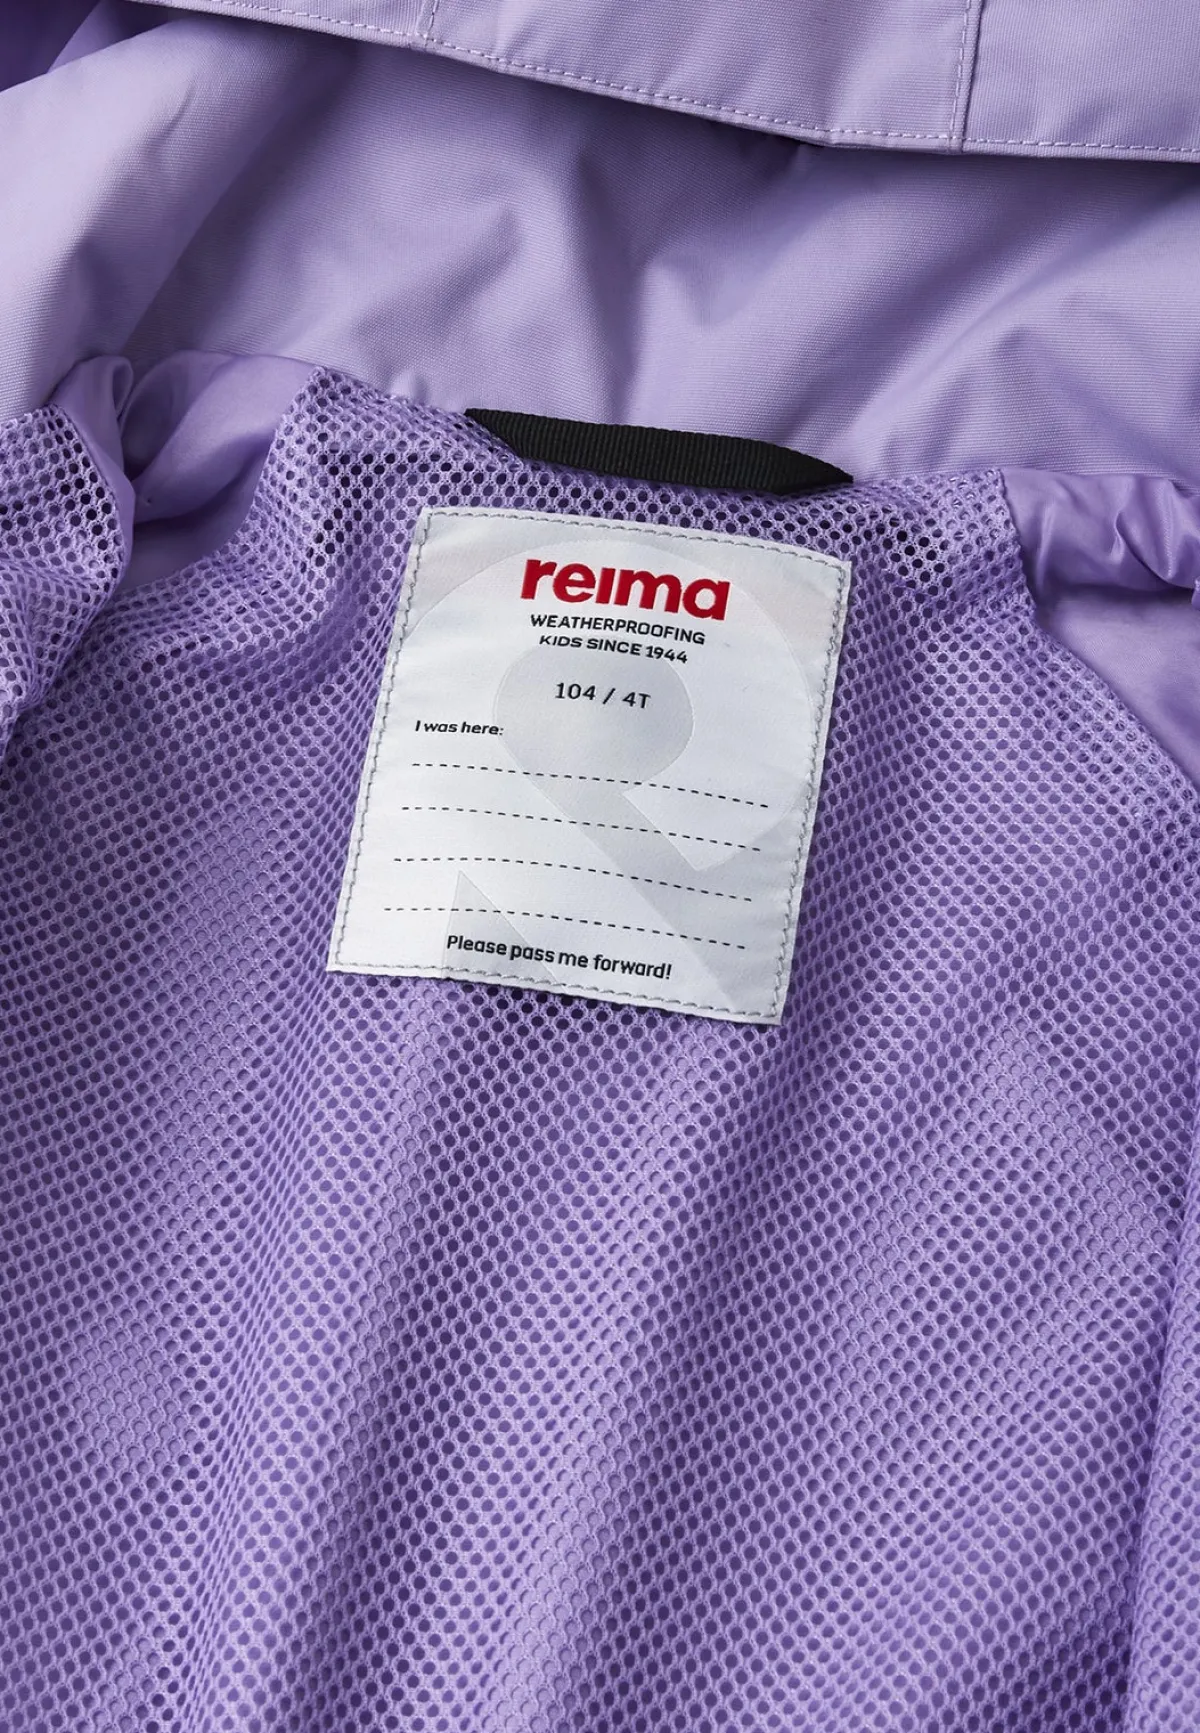 reima
WEATHERPROOFING
KIDS SINCE 1944
104 / 4T
I was here:
Please pass me forward!